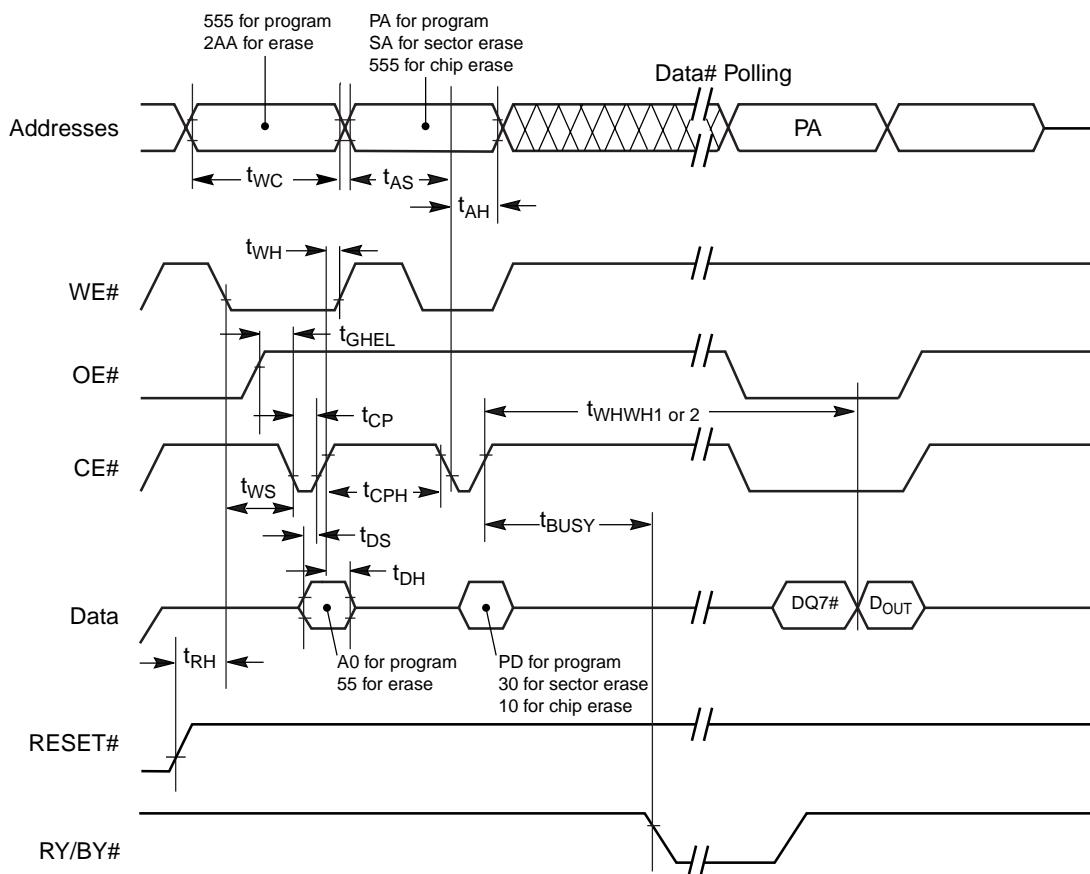 555 for program
2AA for erase
PA for program
SA for sector erase
555 for chip erase
Data# Polling
Addresses
PA
tWC
tAS
tAH
tWH
WE#
tGHEL
OE#
tWHWH1 or 2
tCP
CE#
tWS
tCPH
tBUSY
tDS
tDH
Data
DQ7#
DOUT
tRH
A0 for program
55 for erase
PD for program
30 for sector erase
10 for chip erase
RESET#
RY/BY#